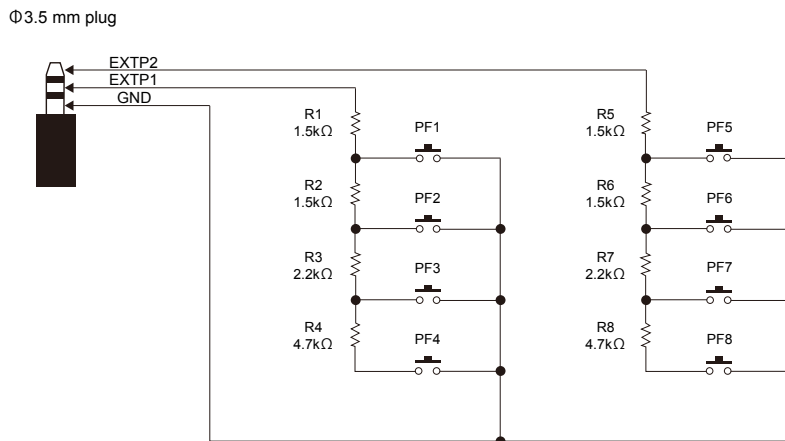 Φ3.5 mm plug
EXTP2
EXTP1
GND
R1
1.5kΩ
PF1
R5
1.5kΩ
PF5
R2
1.5kΩ
PF2
R6
1.5kΩ
PF6
R3
2.2kΩ
PF3
R7
2.2kΩ
PF7
R4
4.7kΩ
PF4
R8
4.7kΩ
PF8